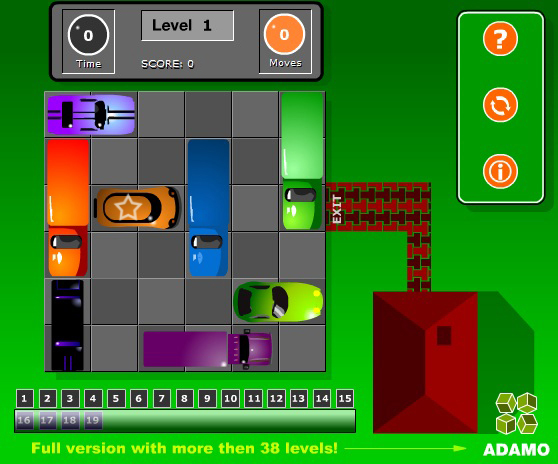 Level 1
0
0
Time
SCORE: 0
Moves
?
i
EXIT
1 2 3 4 5 6 7 8 9 10 11 12 13 14 15
16 17 18 19
Full version with more then 38 levels!
ADAMO